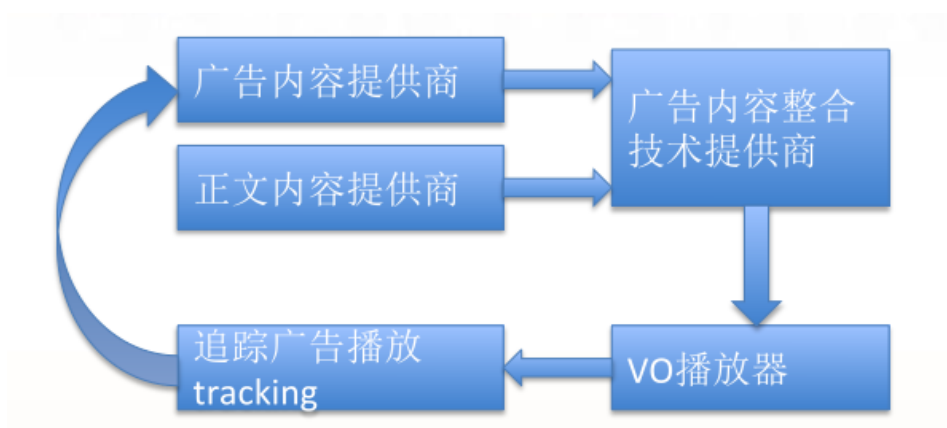 广告内容提供商
广告内容整合
技术提供商
正文内容提供商
追踪广告播放
tracking
VO播放器